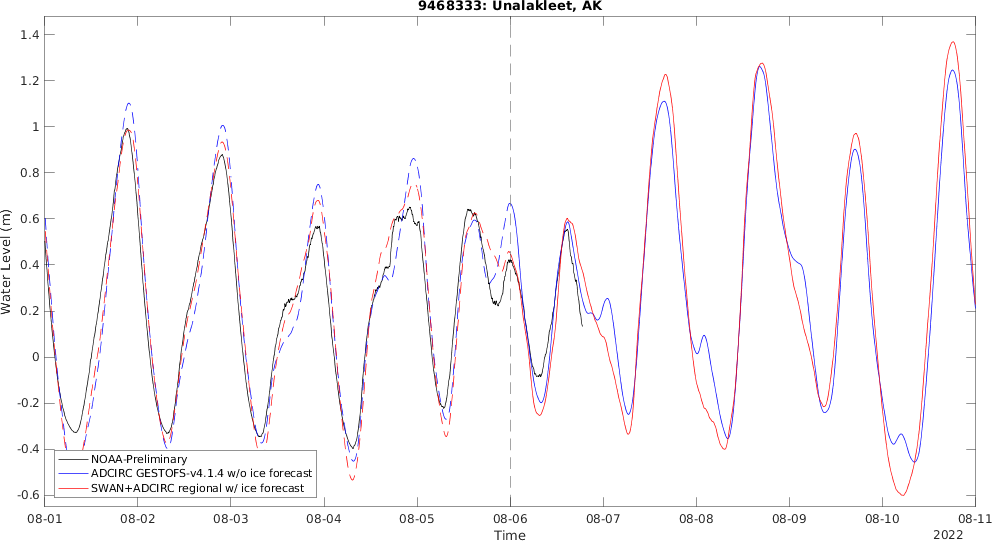 9468333: Unalakleet, AK
Water Level (m)
1.4
1.2
1
0.8
0.6
0.4
0.2
0
-0.2
-0.4
-0.6
NOAA-Preliminary
ADCIRC GESTOFS-v4.1.4 w/o ice forecast
SWAN+ADCIRC regional w/ ice forecast
08-01 08-02 08-03 08-04 08-05 08-06 08-07 08-08 08-09 08-10 08-11
Time
2022